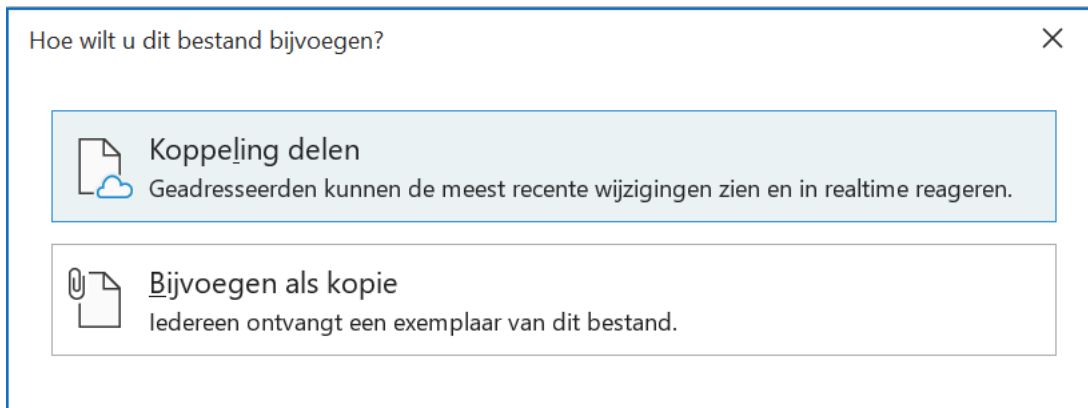 Hoe wilt u dit bestand bijvoegen?
Koppeling delen
Geadresseerden kunnen de meest recente wijzigingen zien en in realtime reageren.
Bijvoegen als kopie
Iedereen ontvangt een exemplaar van dit bestand.